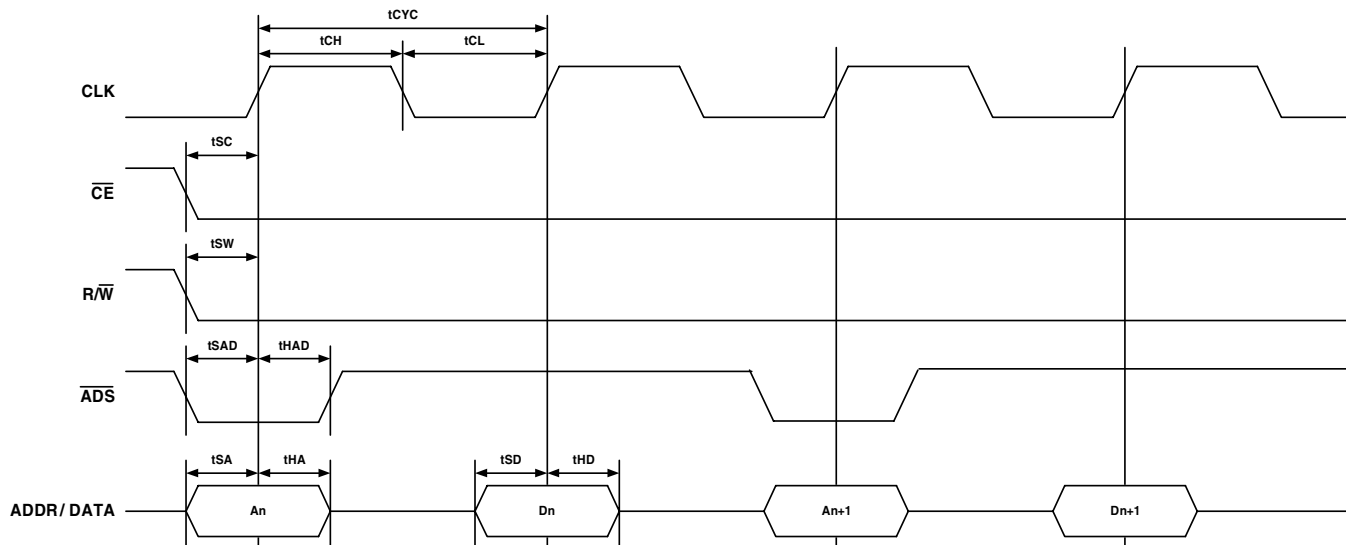 tCYC
tCH tCL
CLK
tSC
CE
tSW
R/W
tSAD tHAD
ADS
tSA tHA tSD tHD
ADDR/ DATA An Dn An+1 Dn+1